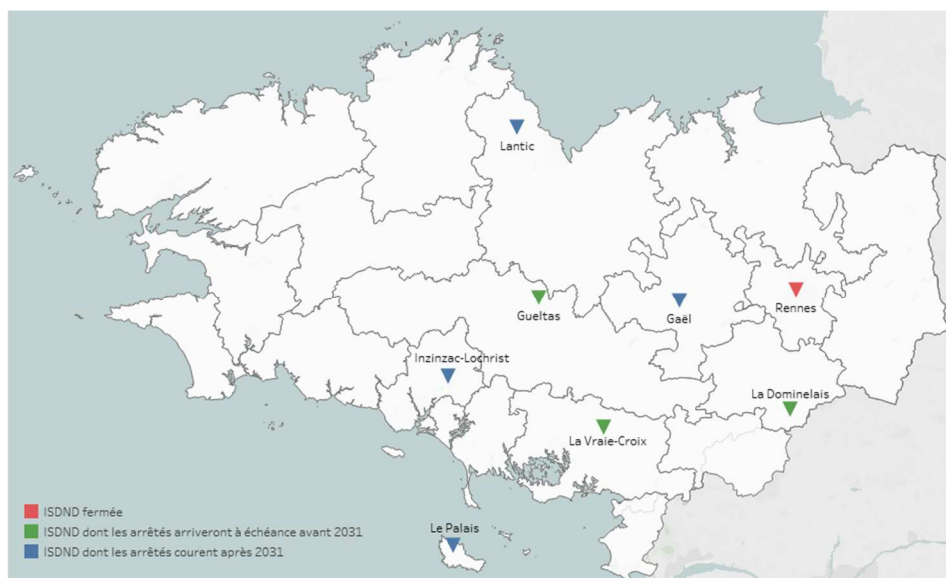 Lantic
Gueltas
Gaël
Rennes
Inzinzac-Lochrist
La Dominelais
La Vraie-Croix
Le Palais
ISDND fermée
ISDND dont les arrêtés arriveront à échéance avant 2031
ISDND dont les arrêtés courent après 2031